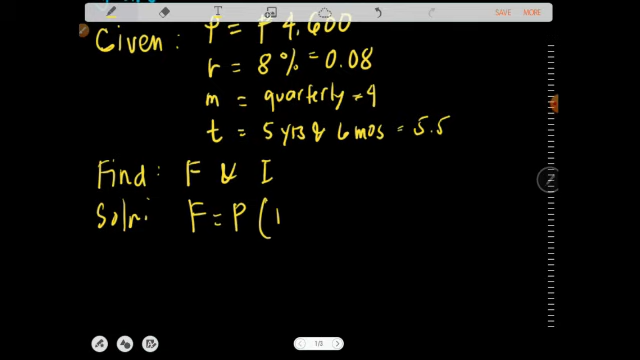 SAVE MORE
Given: P = ₱ 4,600
r = 8% = 0.08
m = quarterly = 4
t = 5 yrs & 6 mos = 5.5
Find: F & I
Soln: F = P (1
1/3